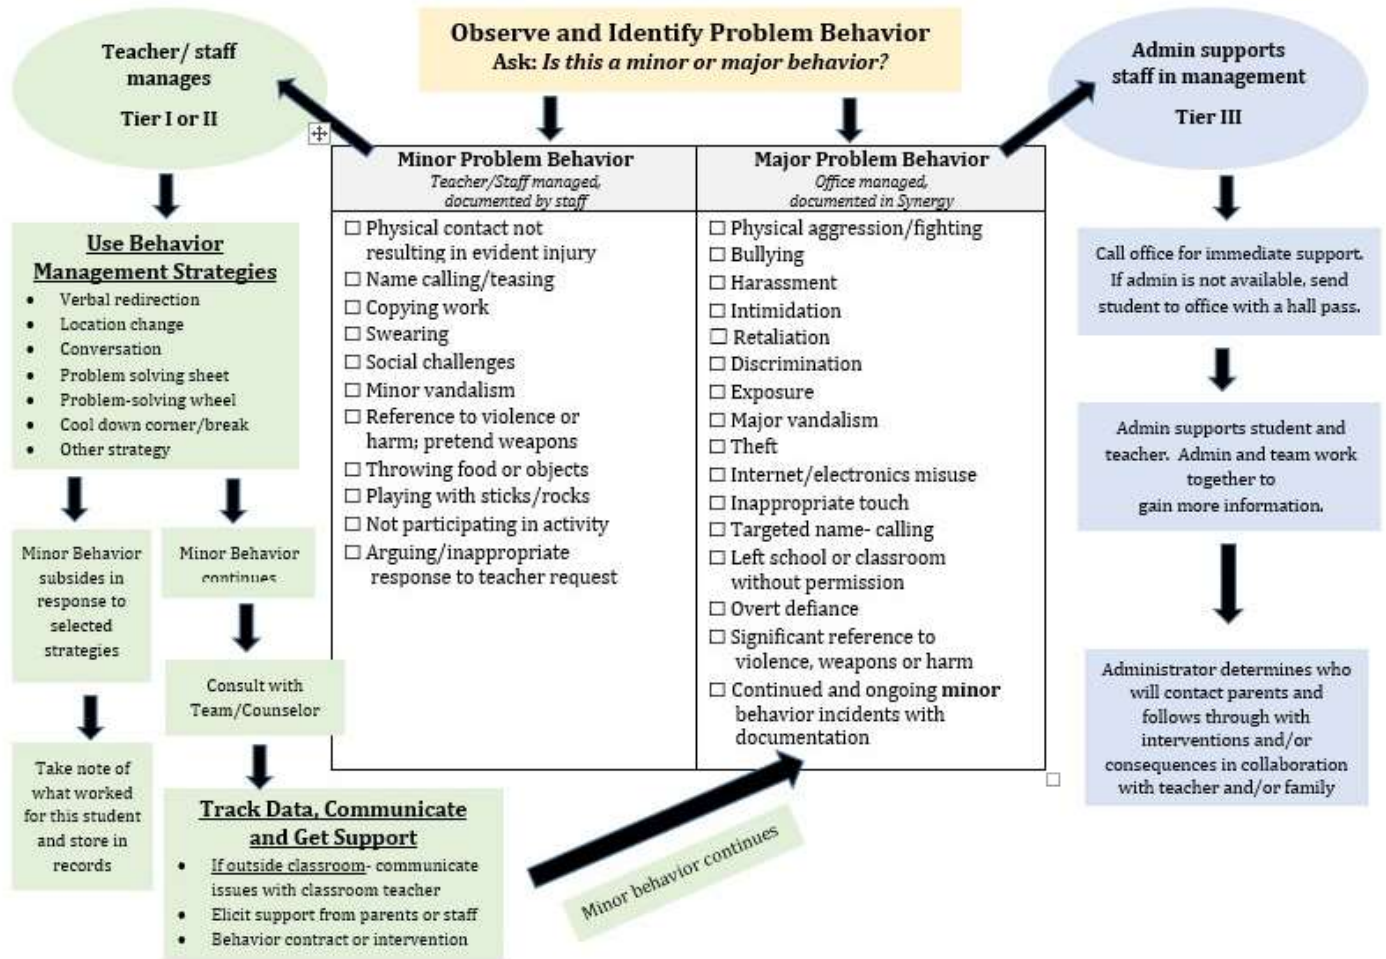 Observe and Identify Problem Behavior
Ask: Is this a minor or major behavior?
Teacher/ staff
manages
Tier I or II
Admin supports
staff in management
Tier III
Minor Problem Behavior
Teacher/Staff managed,
documented by staff
☐ Physical contact not
resulting in evident injury
☐ Name calling/teasing
☐ Copying work
☐ Swearing
☐ Social challenges
☐ Minor vandalism
☐ Reference to violence or
harm; pretend weapons
☐ Throwing food or objects
☐ Playing with sticks/rocks
☐ Not participating in activity
☐ Arguing/inappropriate
response to teacher request
Major Problem Behavior
Office managed,
documented in Synergy
☐ Physical aggression/fighting
☐ Bullying
☐ Harassment
☐ Intimidation
☐ Retaliation
☐ Discrimination
☐ Exposure
☐ Major vandalism
☐ Theft
☐ Internet/electronics misuse
☐ Inappropriate touch
☐ Targeted name- calling
☐ Left school or classroom
without permission
☐ Overt defiance
☐ Significant reference to
violence, weapons or harm
☐ Continued and ongoing minor
behavior incidents with
documentation
Use Behavior
Management Strategies
• Verbal redirection
• Location change
• Conversation
• Problem solving sheet
• Problem-solving wheel
• Cool down corner/break
• Other strategy
Minor Behavior
subsides in
response to
selected
strategies
Take note of
what worked
for this student
and store in
records
Minor Behavior
continues
Consult with
Team/Counselor
Track Data, Communicate
and Get Support
• If outside classroom- communicate
issues with classroom teacher
• Elicit support from parents or staff
• Behavior contract or intervention
Minor behavior continues
Call office for immediate support.
If admin is not available, send
student to office with a hall pass.
Admin supports student and
teacher. Admin and team work
together to
gain more information.
Administrator determines who
will contact parents and
follows through with
interventions and/or
consequences in collaboration
with teacher and/or family